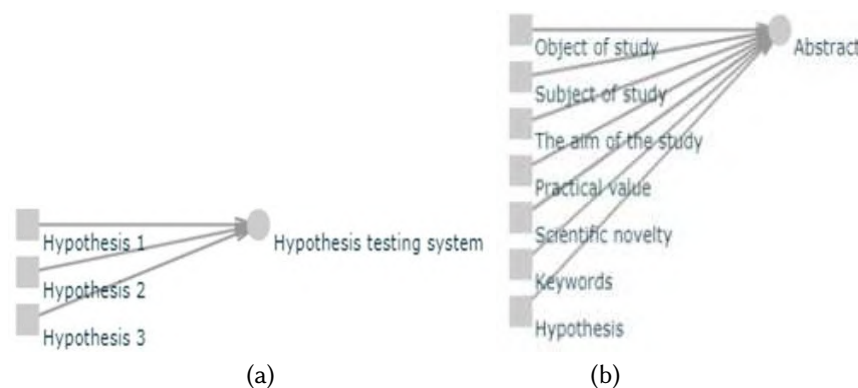 Hypothesis 1
Hypothesis 2
Hypothesis 3
Hypothesis testing system
(a)
Object of study
Subject of study
The aim of the study
Practical value
Scientific novelty
Keywords
Hypothesis
Abstract
(b)